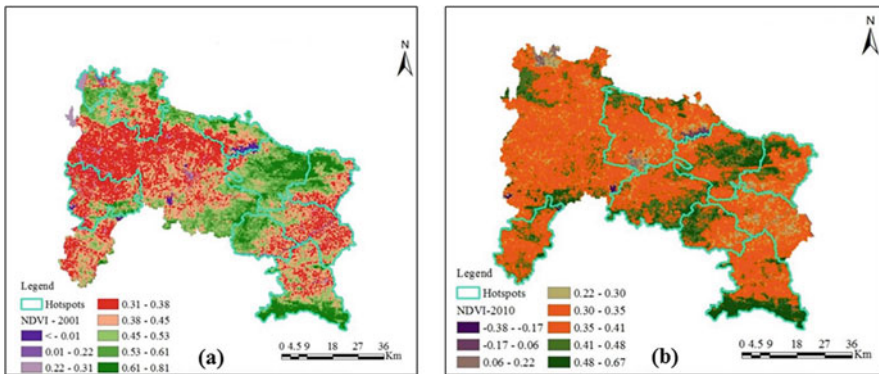 N
Legend
Hotspots
NDVI - 2001
< - 0.01
0.01 - 0.22
0.22 - 0.31
0.31 - 0.38
0.38 - 0.45
0.45 - 0.53
0.53 - 0.61
0.61 - 0.81
(a)
0 4.5 9 18 27 36
Km
N
Legend
Hotspots
NDVI-2010
-0.38 - -0.17
-0.17 - 0.06
0.06 - 0.22
0.22 - 0.30
0.30 - 0.35
0.35 - 0.41
0.41 - 0.48
0.48 - 0.67
(b)
0 4.5 9 18 27 36
Km